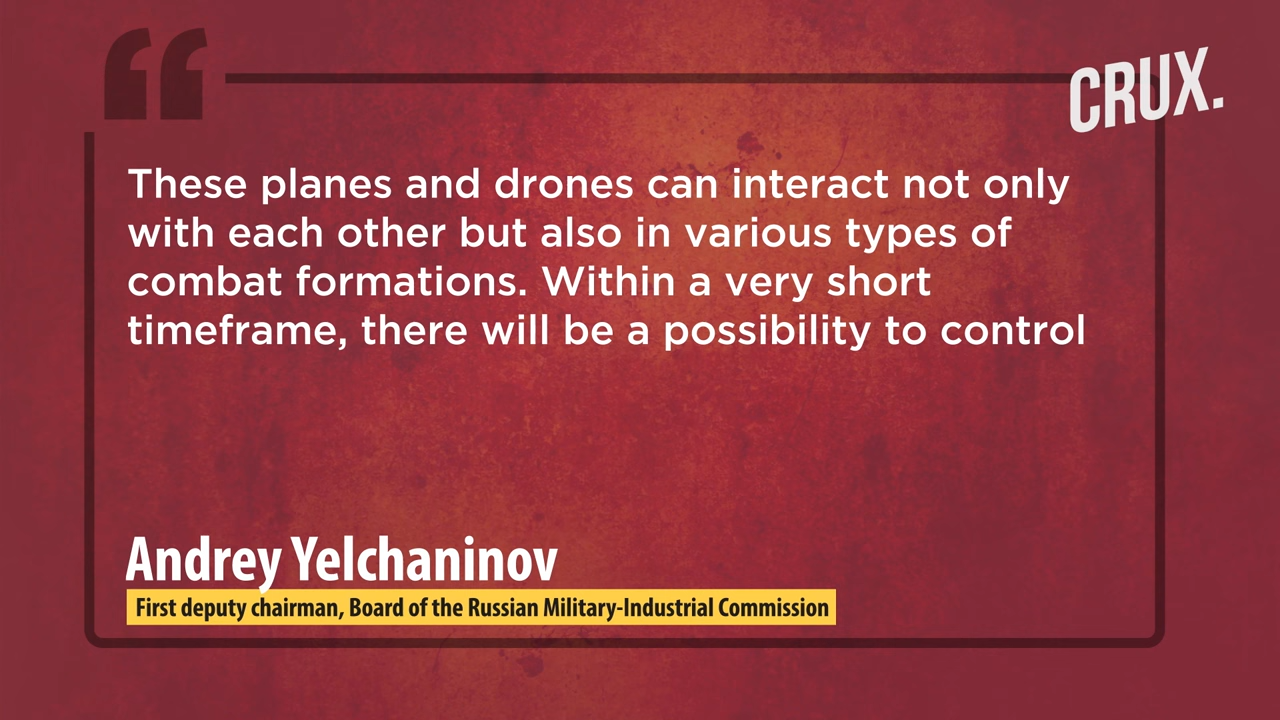 CRUX.
These planes and drones can interact not only
with each other but also in various types of
combat formations. Within a very short
timeframe, there will be a possibility to control
Andrey Yelchaninov
First deputy chairman, Board of the Russian Military-Industrial Commission